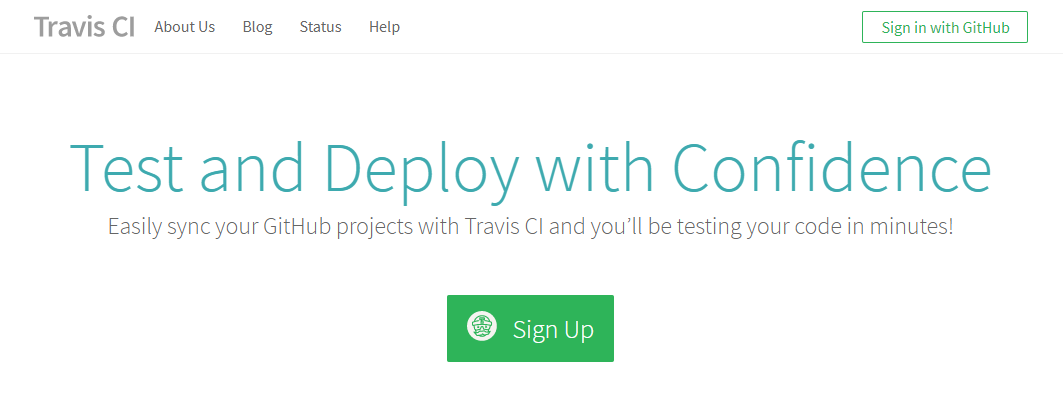 Travis CI About Us Blog Status Help Sign in with GitHub
Test and Deploy with Confidence
Easily sync your GitHub projects with Travis CI and you’ll be testing your code in minutes!
Sign Up